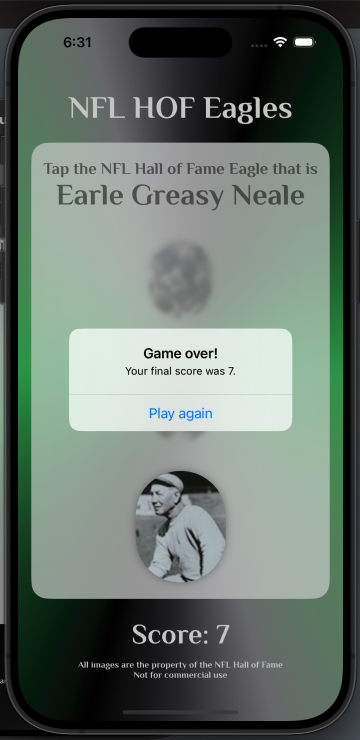 6:31
NFL HOF Eagles
Tap the NFL Hall of Fame Eagle that is
Earle Greasy Neale
Game over!
Your final score was 7.
Play again
Score: 7
All images are the property of the NFL Hall of Fame
Not for commercial use